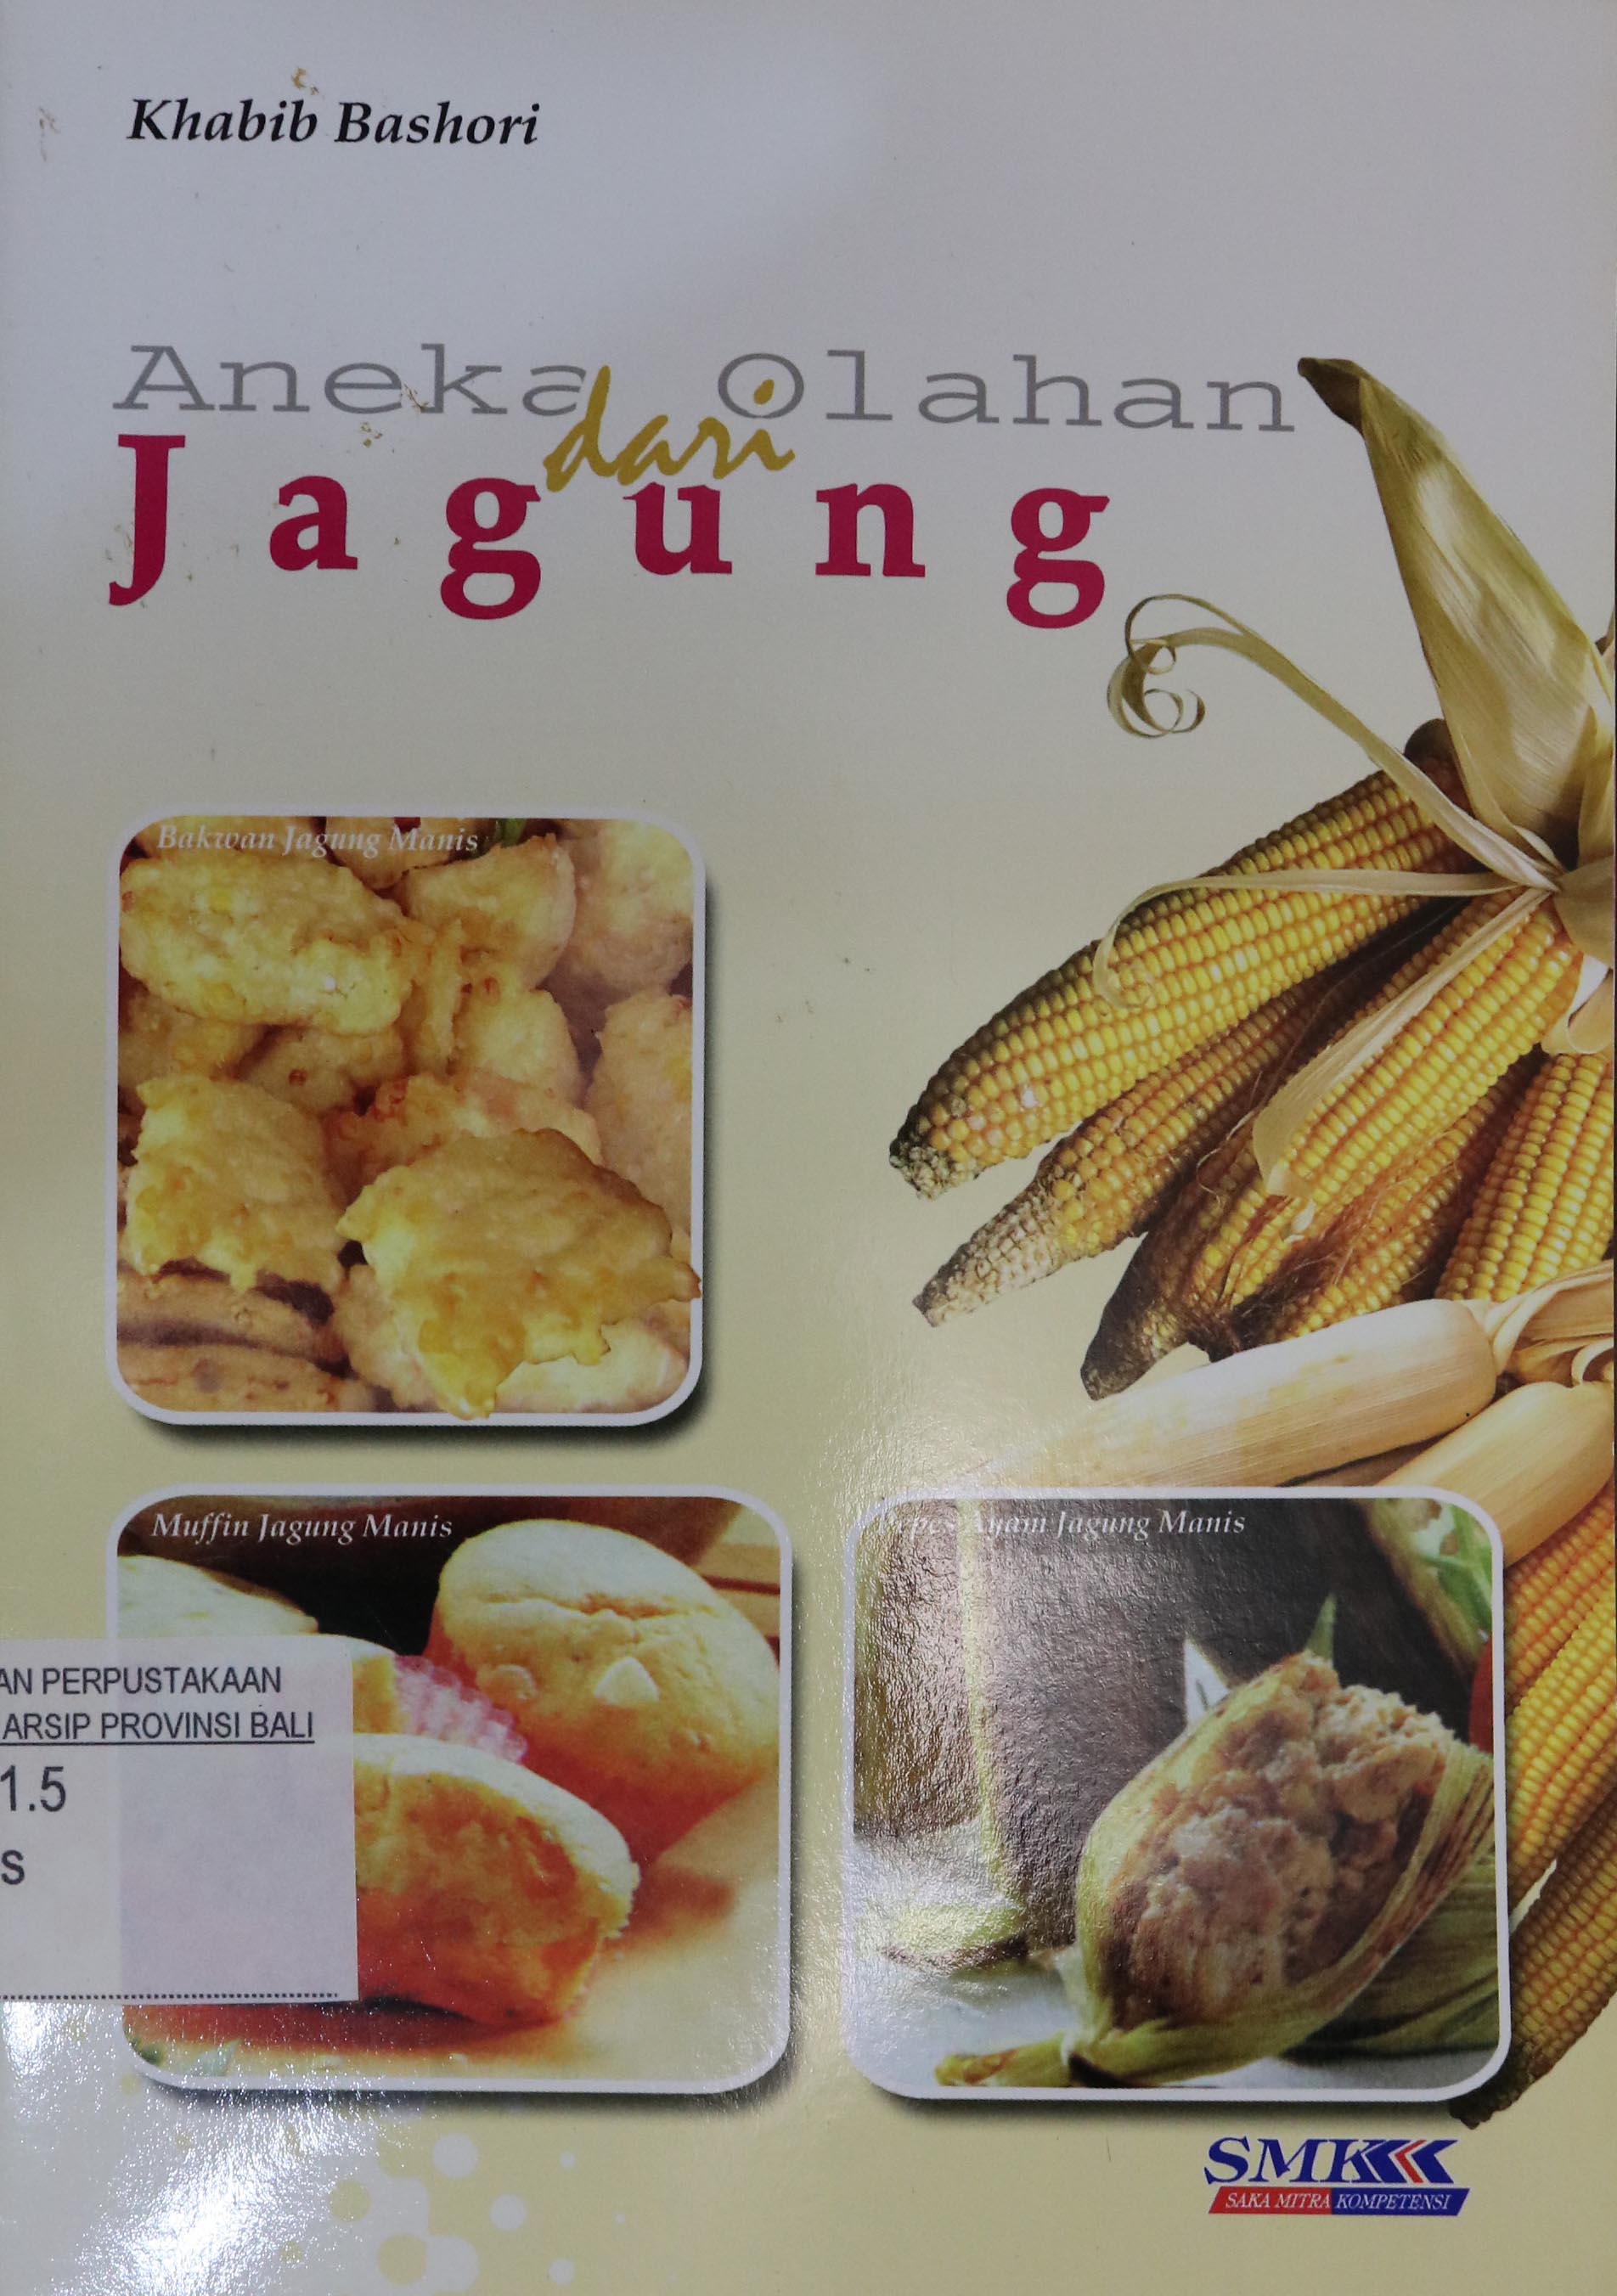 Khabib Bashori
Aneka Olahan
dari
Jagung
Bakwan Jagung Manis
Muffin Jagung Manis
Ayam Jagung Manis
AN PERPUSTAKAAN
ARSIP PROVINSI BALI
1.5
s
SMK
SAKA MITRA KOMPETENSI